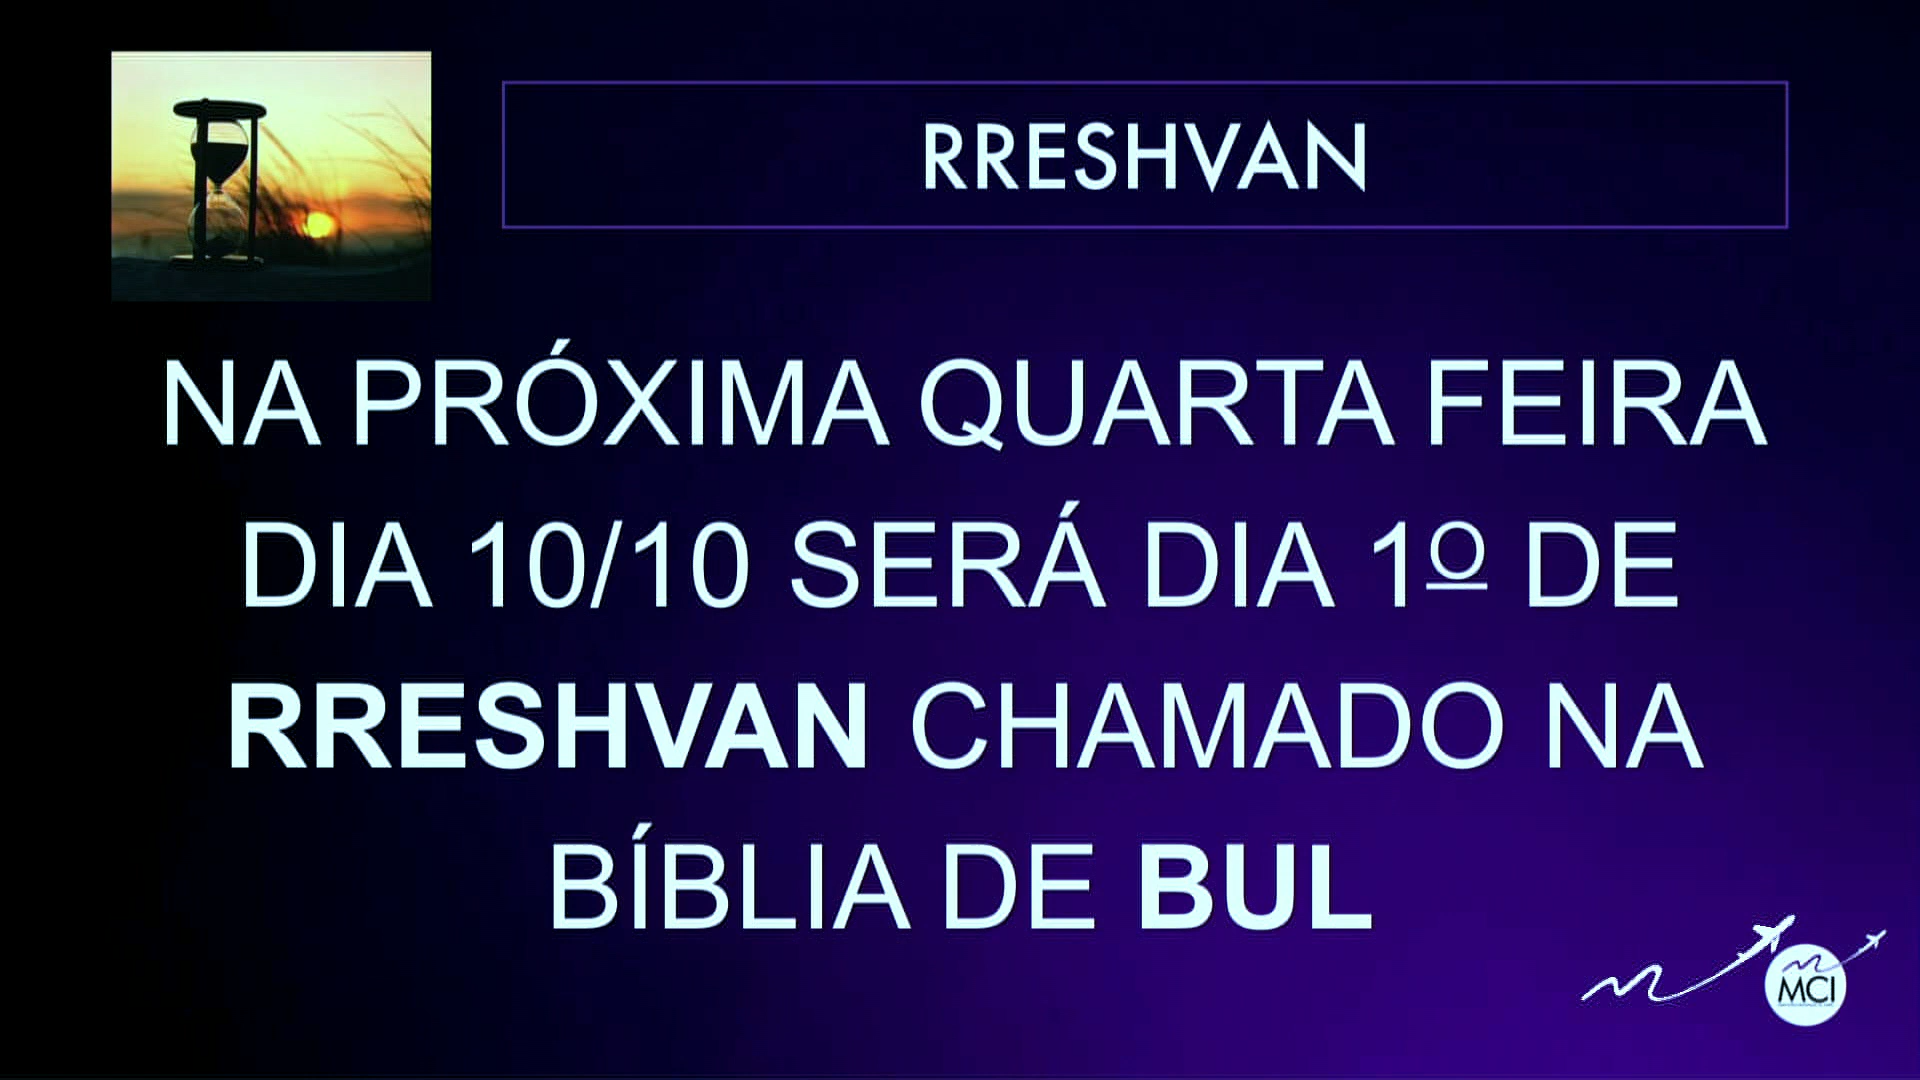 RRESHVAN
NA PRÓXIMA QUARTA FEIRA
DIA 10/10 SERÁ DIA 1º DE
RRESHVAN CHAMADO NA
BÍBLIA DE BUL
MCI